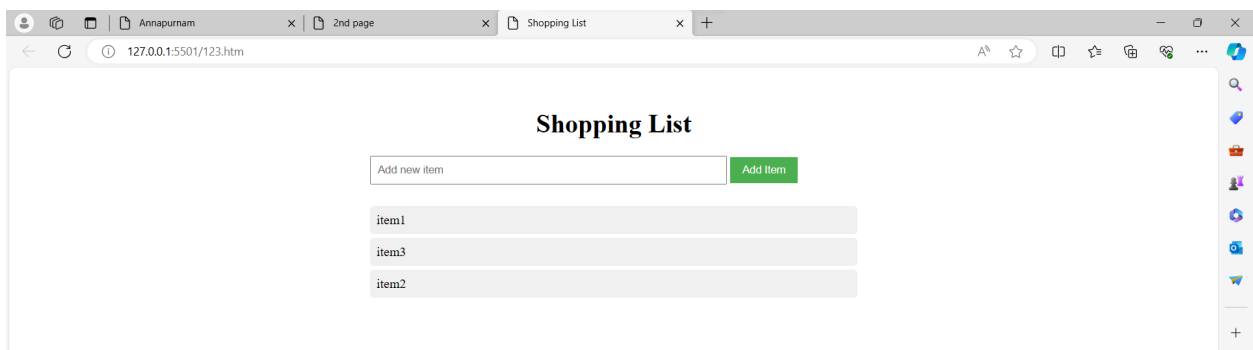 Annapurnam
2nd page
Shopping List
127.0.0.1:5501/123.htm
Shopping List
Add new item
Add Item
item1
item3
item2